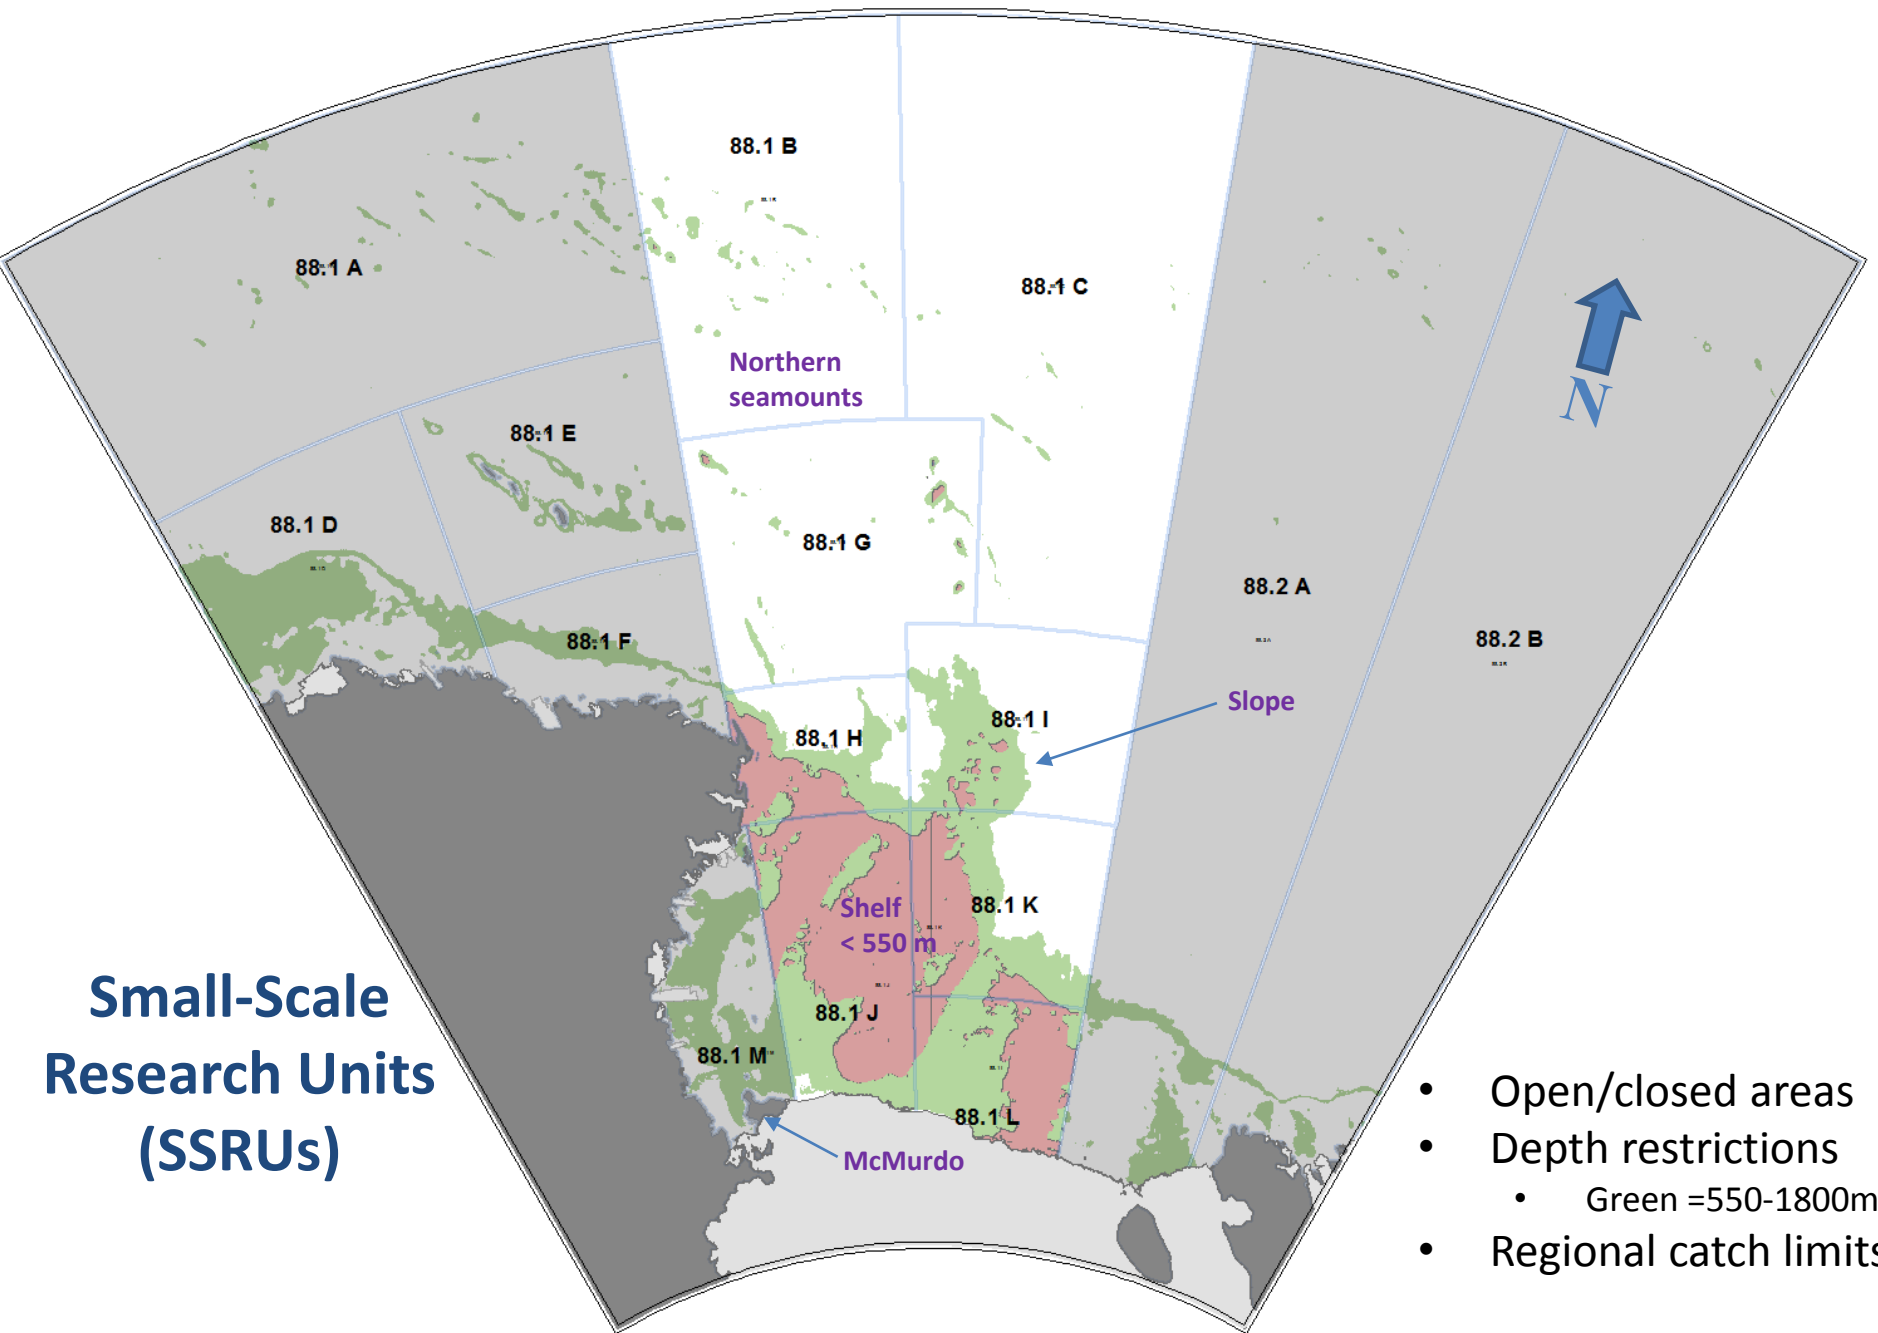 88.1 B
88.1 A
88.1 C
Northern
seamounts
N
88.1 E
88.1 D
88.1 G
88.2 A
88.1 F
88.2 B
Slope
88.1 I
88.1 H
Shelf
< 550 m
88.1 K
88.1 J
88.1 M
88.1 L
McMurdo
Small-Scale
Research Units
(SSRUs)
• Open/closed areas
• Depth restrictions
• Green =550-1800m
• Regional catch limits